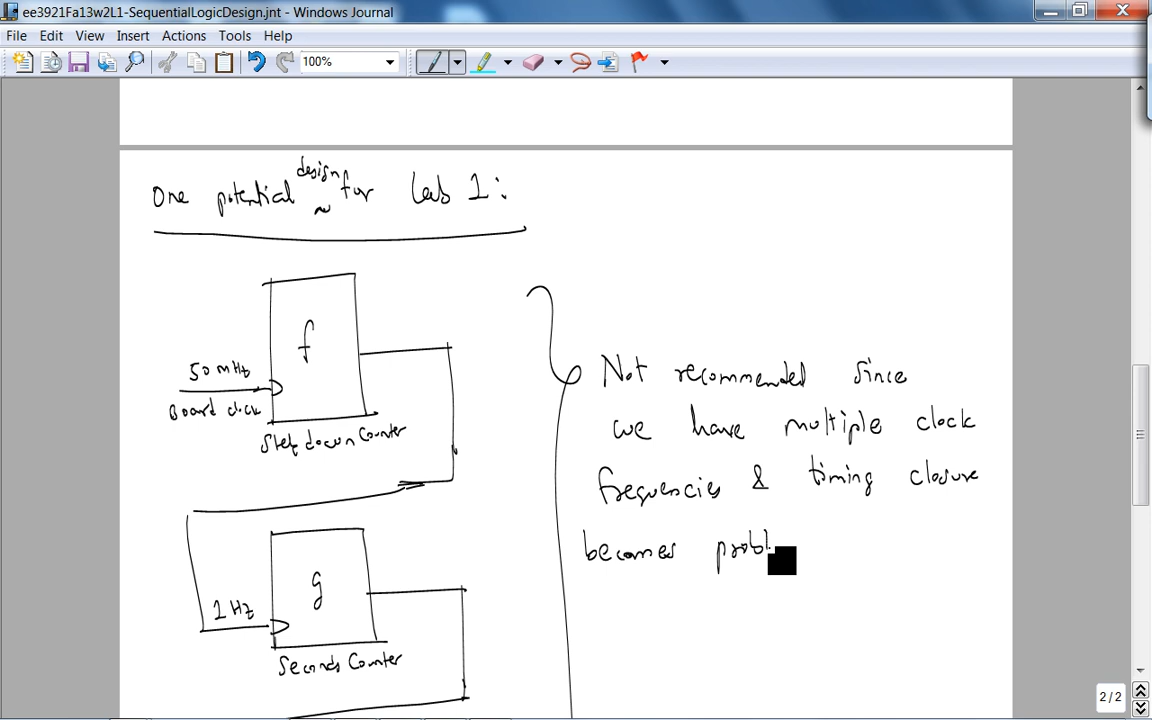 ee3921Fa13w2L1-SequentialLogicDesign.jnt - Windows Journal
File Edit View Insert Actions Tools Help
100%
One potential design for Lab 1:
f
50 MHz
Board clock
Step down Counter
1 Hz
g
Seconds Counter
Not recommended since
we have multiple clock
frequencies & timing closure
becomes probl
2/2